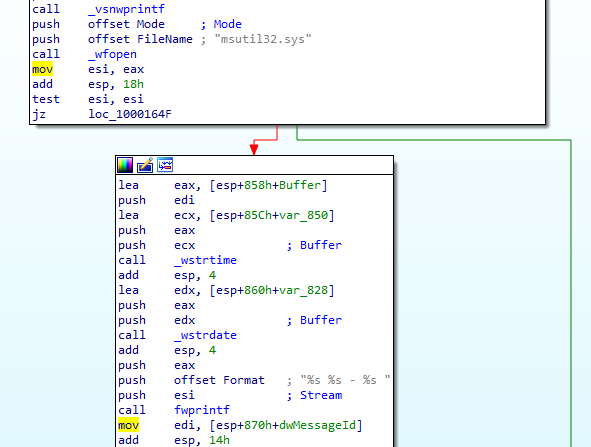 call _vsnwprintf
push offset Mode ; Mode
push offset FileName ; "msutil32.sys"
call _wfopen
mov esi, eax
add esp, 18h
test esi, esi
jz loc_1000164F
lea eax, [esp+858h+Buffer]
push edi
lea ecx, [esp+85Ch+var_850]
push eax
push ecx ; Buffer
call _wstrtime
add esp, 4
lea edx, [esp+860h+var_828]
push eax
push edx ; Buffer
call _wstrdate
add esp, 4
push eax
push offset Format ; "%s %s - %s "
push esi ; Stream
call fwprintf
mov edi, [esp+870h+dwMessageId]
add esp, 14h